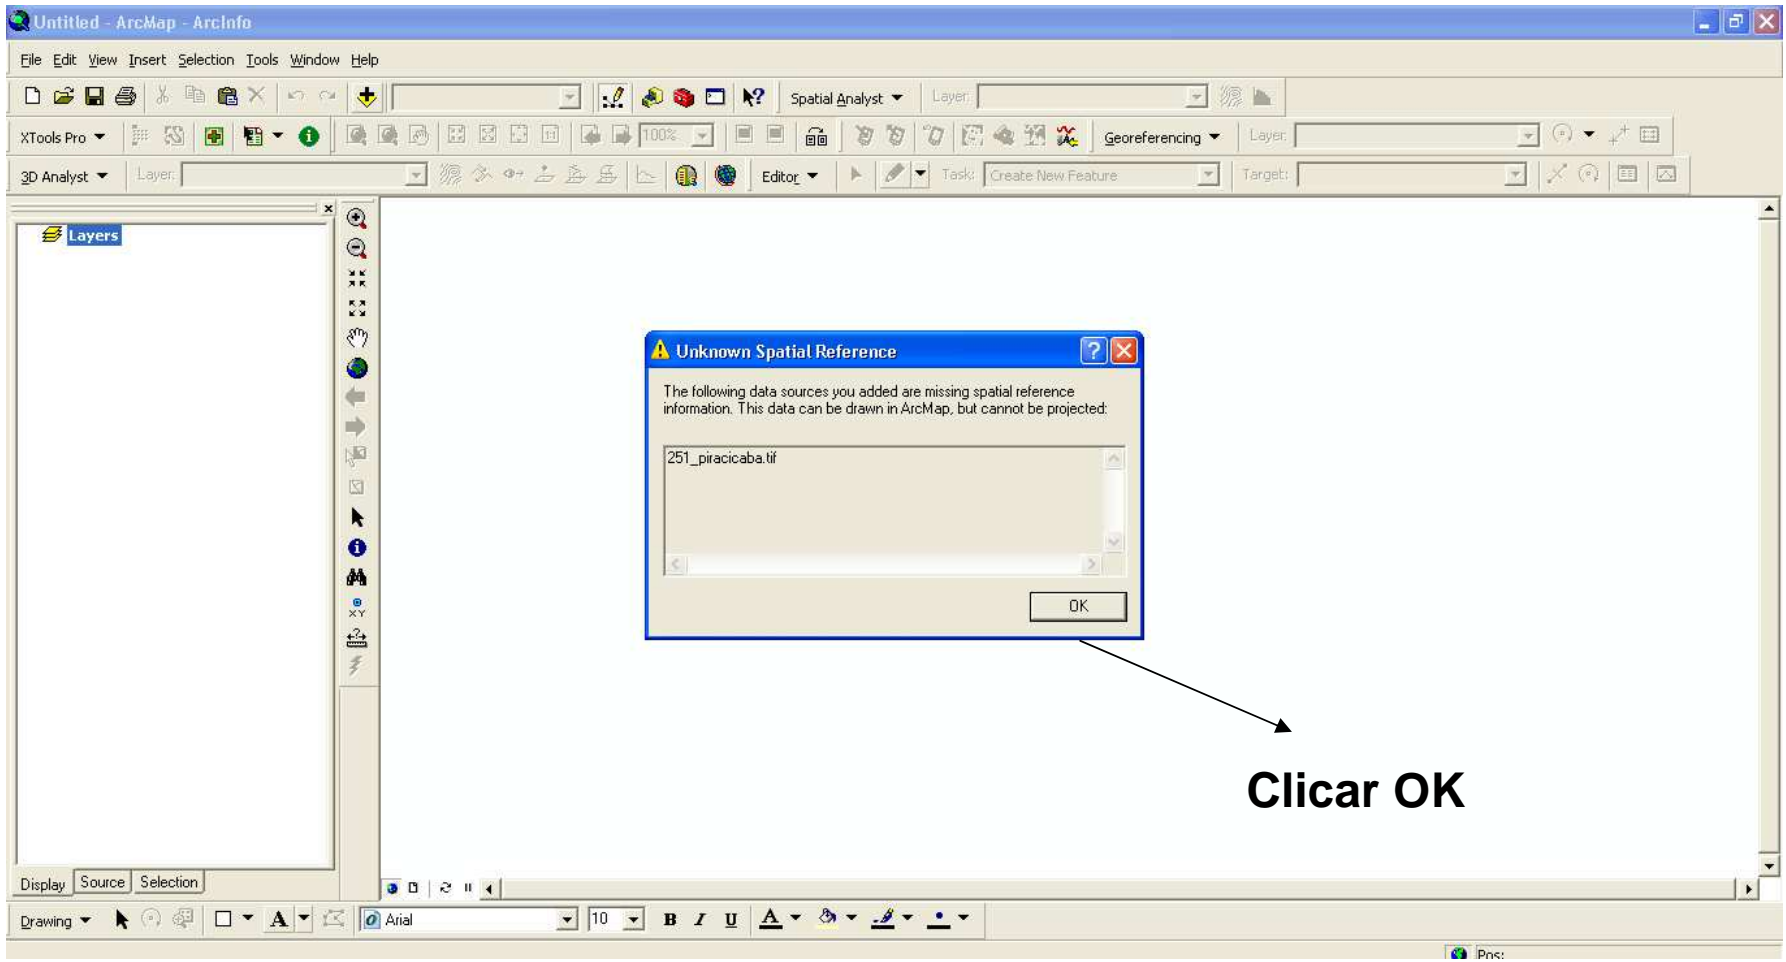 Untitled - ArcMap - ArcInfo
File Edit View Insert Selection Tools Window Help
Spatial Analyst Layer:
XTools Pro 1:1 100% Georeferencing Layer:
3D Analyst Layer: Editor Task: Create New Feature Target:
Layers
Unknown Spatial Reference
The following data sources you added are missing spatial reference
information. This data can be drawn in ArcMap, but cannot be projected:
251_piracicaba.tif
OK
XY
Clicar OK
Display Source Selection
Drawing A Arial 10 B I U A
Pos: